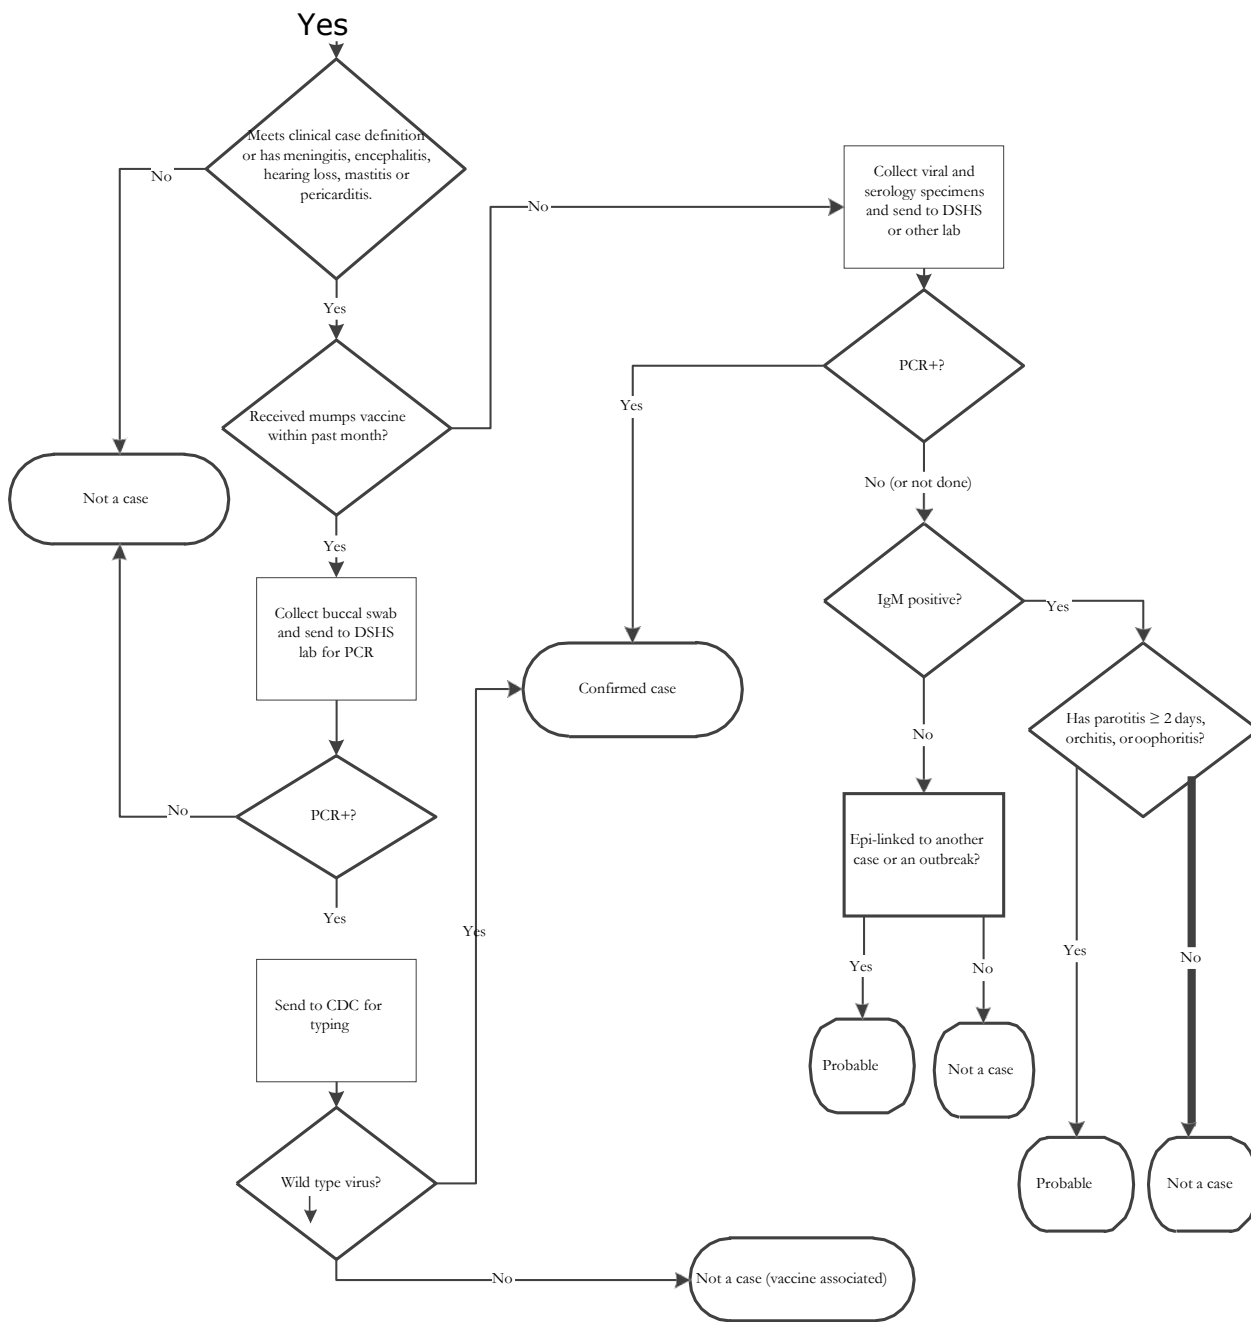 Yes
Meets clinical case definition
or has meningitis, encephalitis,
hearing loss, mastitis or
pericarditis.
No
Yes
Received mumps vaccine
within past month?
No
Not a case
Yes
Collect buccal swab
and send to DSHS
lab for PCR
PCR+?
No
Yes
Send to CDC for
typing
Wild type virus?
Yes
No
Not a case (vaccine associated)
Confirmed case
Collect viral and
serology specimens
and send to DSHS
or other lab
PCR+?
Yes
No (or not done)
IgM positive?
Yes
No
Epi-linked to another
case or an outbreak?
Yes
No
Probable
Not a case
Has parotitis ≥ 2 days,
orchitis, oroophoritis?
Yes
No
Probable
Not a case